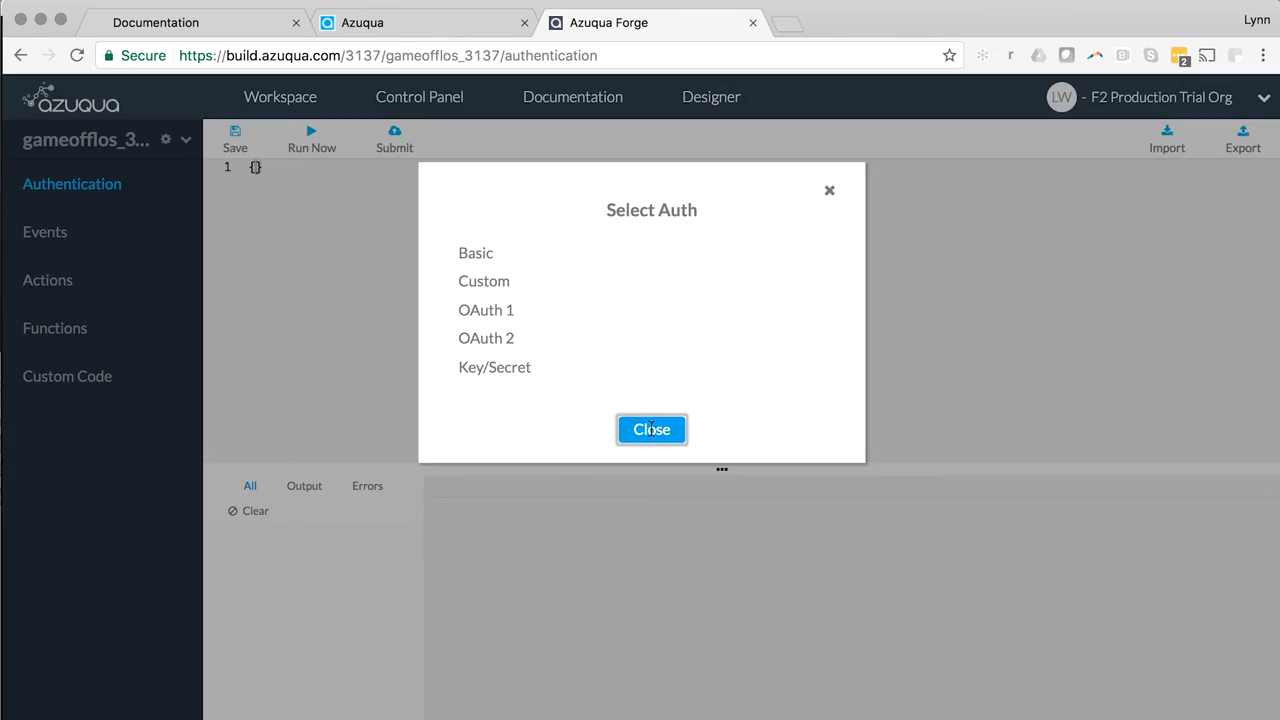 Documentation
Azuqua
Azuqua Forge
Lynn
Secure https://build.azuqua.com/3137/gameofflos_3137/authentication
2
azuqua
Workspace
Control Panel
Documentation
Designer
LW - F2 Production Trial Org
gameofflos_3...
Save
Run Now
Submit
Import
Export
1 {}
Authentication
Events
Actions
Functions
Custom Code
Select Auth
Basic
Custom
OAuth 1
OAuth 2
Key/Secret
Close
All
Output
Errors
Clear